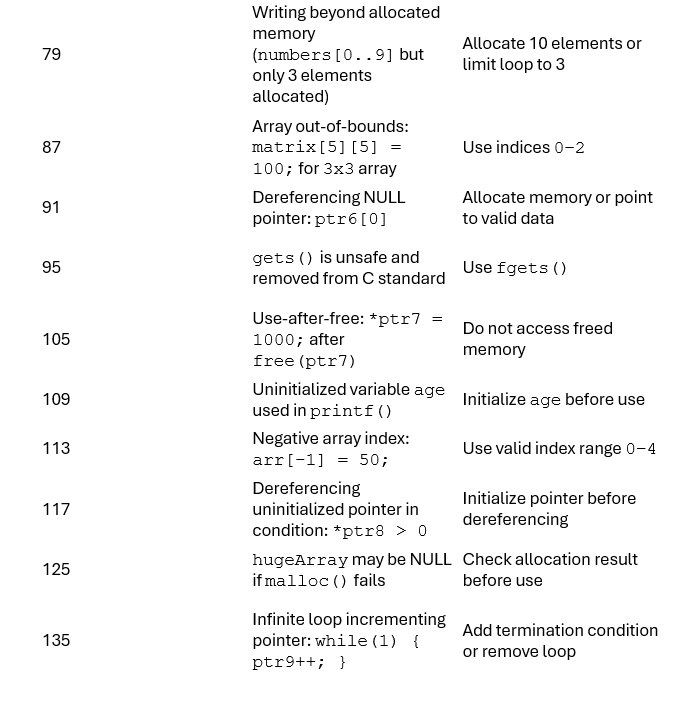 Writing beyond allocated
memory
79 (numbers[0..9] but Allocate 10 elements or
only 3 elements limit loop to 3
allocated)
Array out-of-bounds:
87 matrix[5][5] = Use indices 0–2
100; for 3x3 array
91 Dereferencing NULL Allocate memory or point
pointer: ptr6[0] to valid data
95 gets() is unsafe and Use fgets()
removed from C standard
Use-after-free: *ptr7 =
105 1000; after Do not access freed
free(ptr7) memory
109 Uninitialized variable age Initialize age before use
used in printf()
113 Negative array index: Use valid index range 0–4
arr[-1] = 50;
Dereferencing
117 uninitialized pointer in Initialize pointer before
condition: *ptr8 > 0 dereferencing
125 hugeArray may be NULL Check allocation result
if malloc() fails before use
Infinite loop incrementing
135 pointer: while(1) { Add termination condition
ptr9++; } or remove loop